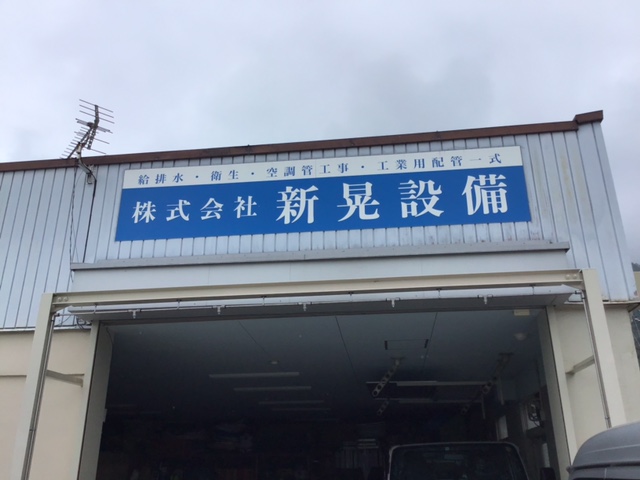 給排水・衛生・空調管工事・工業用配管一式
株式会社 新晃設備